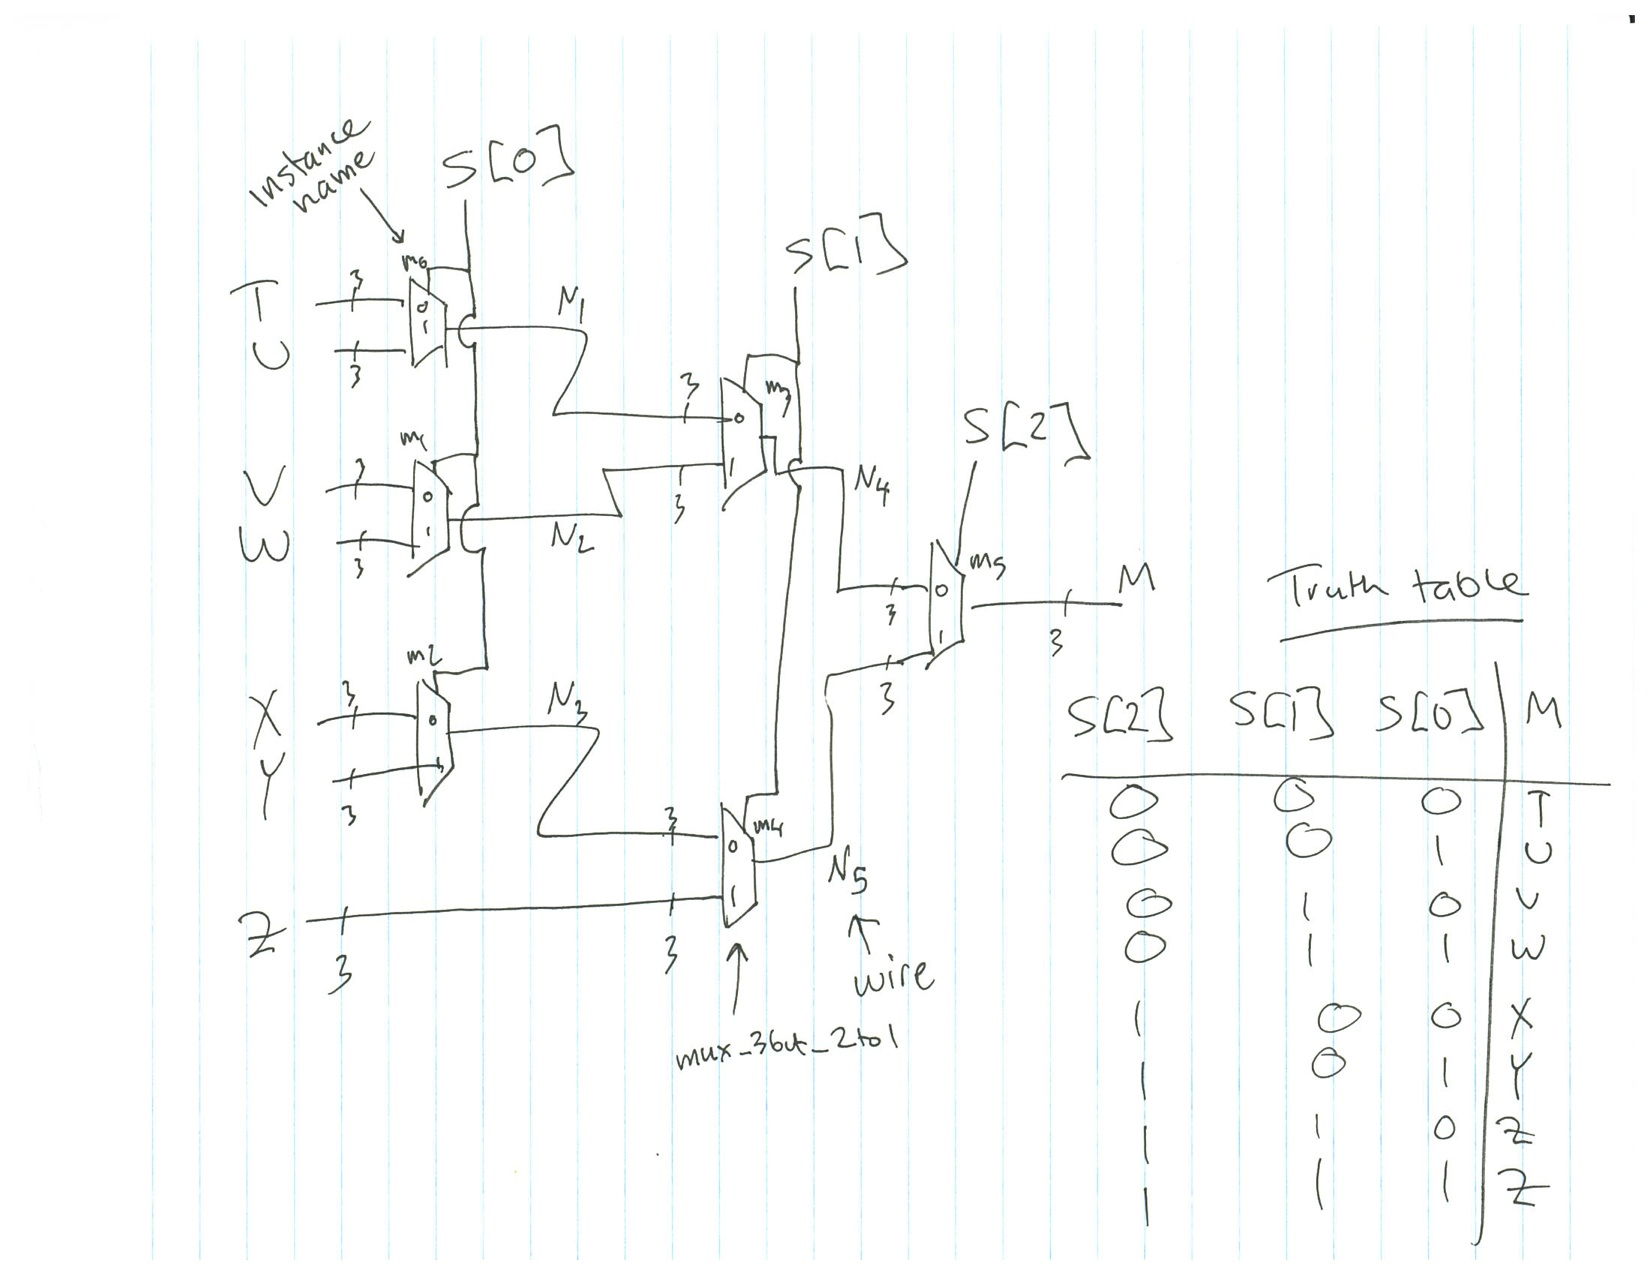 instance
name
S[0]
S[1]
S[2]
m0
T 3
0
1
U 3
N1
m1
V 3
0
1
W 3
N2
m3
3 0
3 1
N4
m2
X 3
0
1
Y 3
N3
m4
3 0
1
Z 3 3
N5
wire
mux_3bit_2to1
m5
3 0
3 1
M
3
Truth table
S[2] S[1] S[0] M
0 0 0 T
0 0 1 U
0 1 0 V
0 1 1 W
1 0 0 X
1 0 1 Y
1 1 0 Z
1 1 1 Z